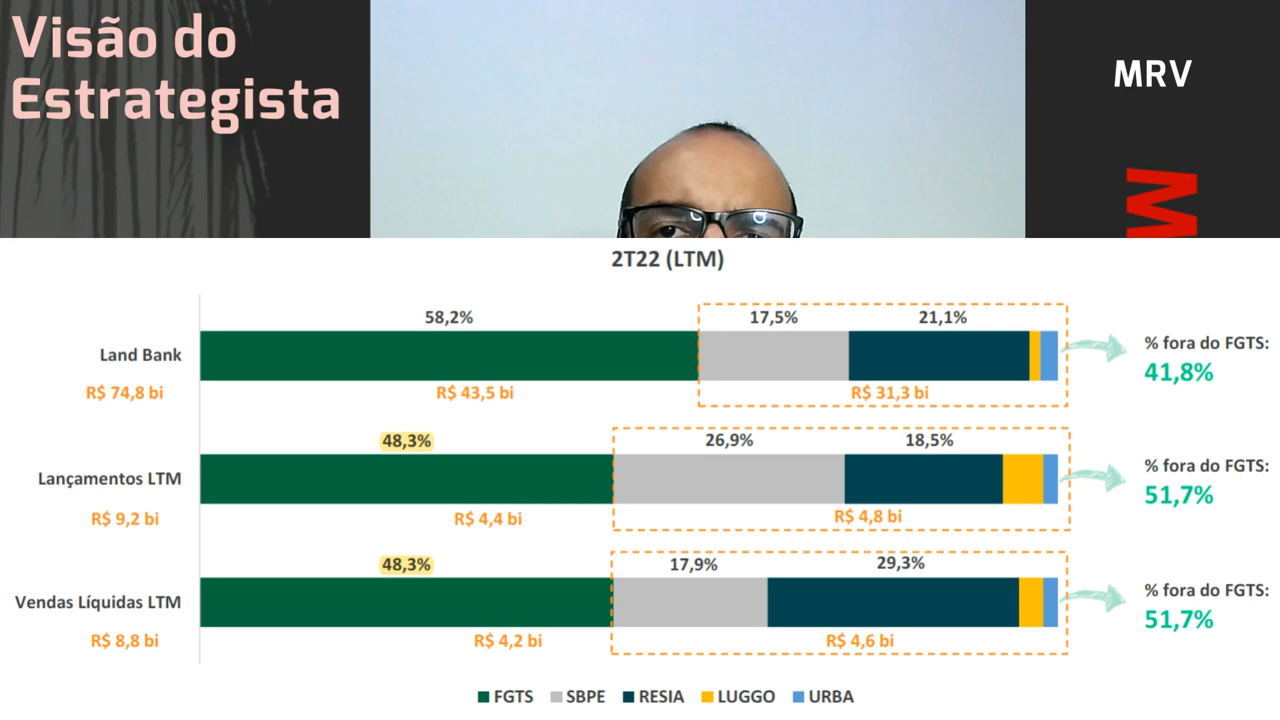 Visão do
Estrategista
MRV
M
2T22 (LTM)
58,2% 17,5% 21,1%
Land Bank
% fora do FGTS:
41,8%
R$ 74,8 bi R$ 43,5 bi R$ 31,3 bi
48,3% 26,9% 18,5%
Lançamentos LTM
% fora do FGTS:
51,7%
R$ 9,2 bi R$ 4,4 bi R$ 4,8 bi
48,3% 17,9% 29,3%
Vendas Líquidas LTM
% fora do FGTS:
51,7%
R$ 8,8 bi R$ 4,2 bi R$ 4,6 bi
FGTS SBPE RESIA LUGGO URBA